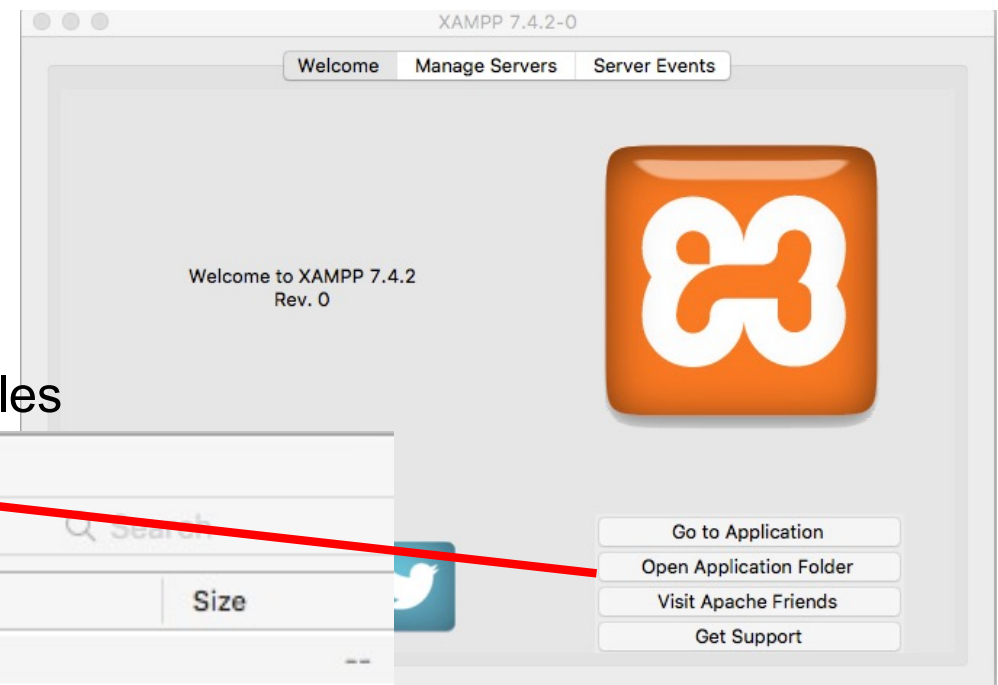 XAMPP 7.4.2-0
Welcome Manage Servers Server Events
Welcome to XAMPP 7.4.2
Rev. 0
les
Search
Size
--
Go to Application
Open Application Folder
Visit Apache Friends
Get Support